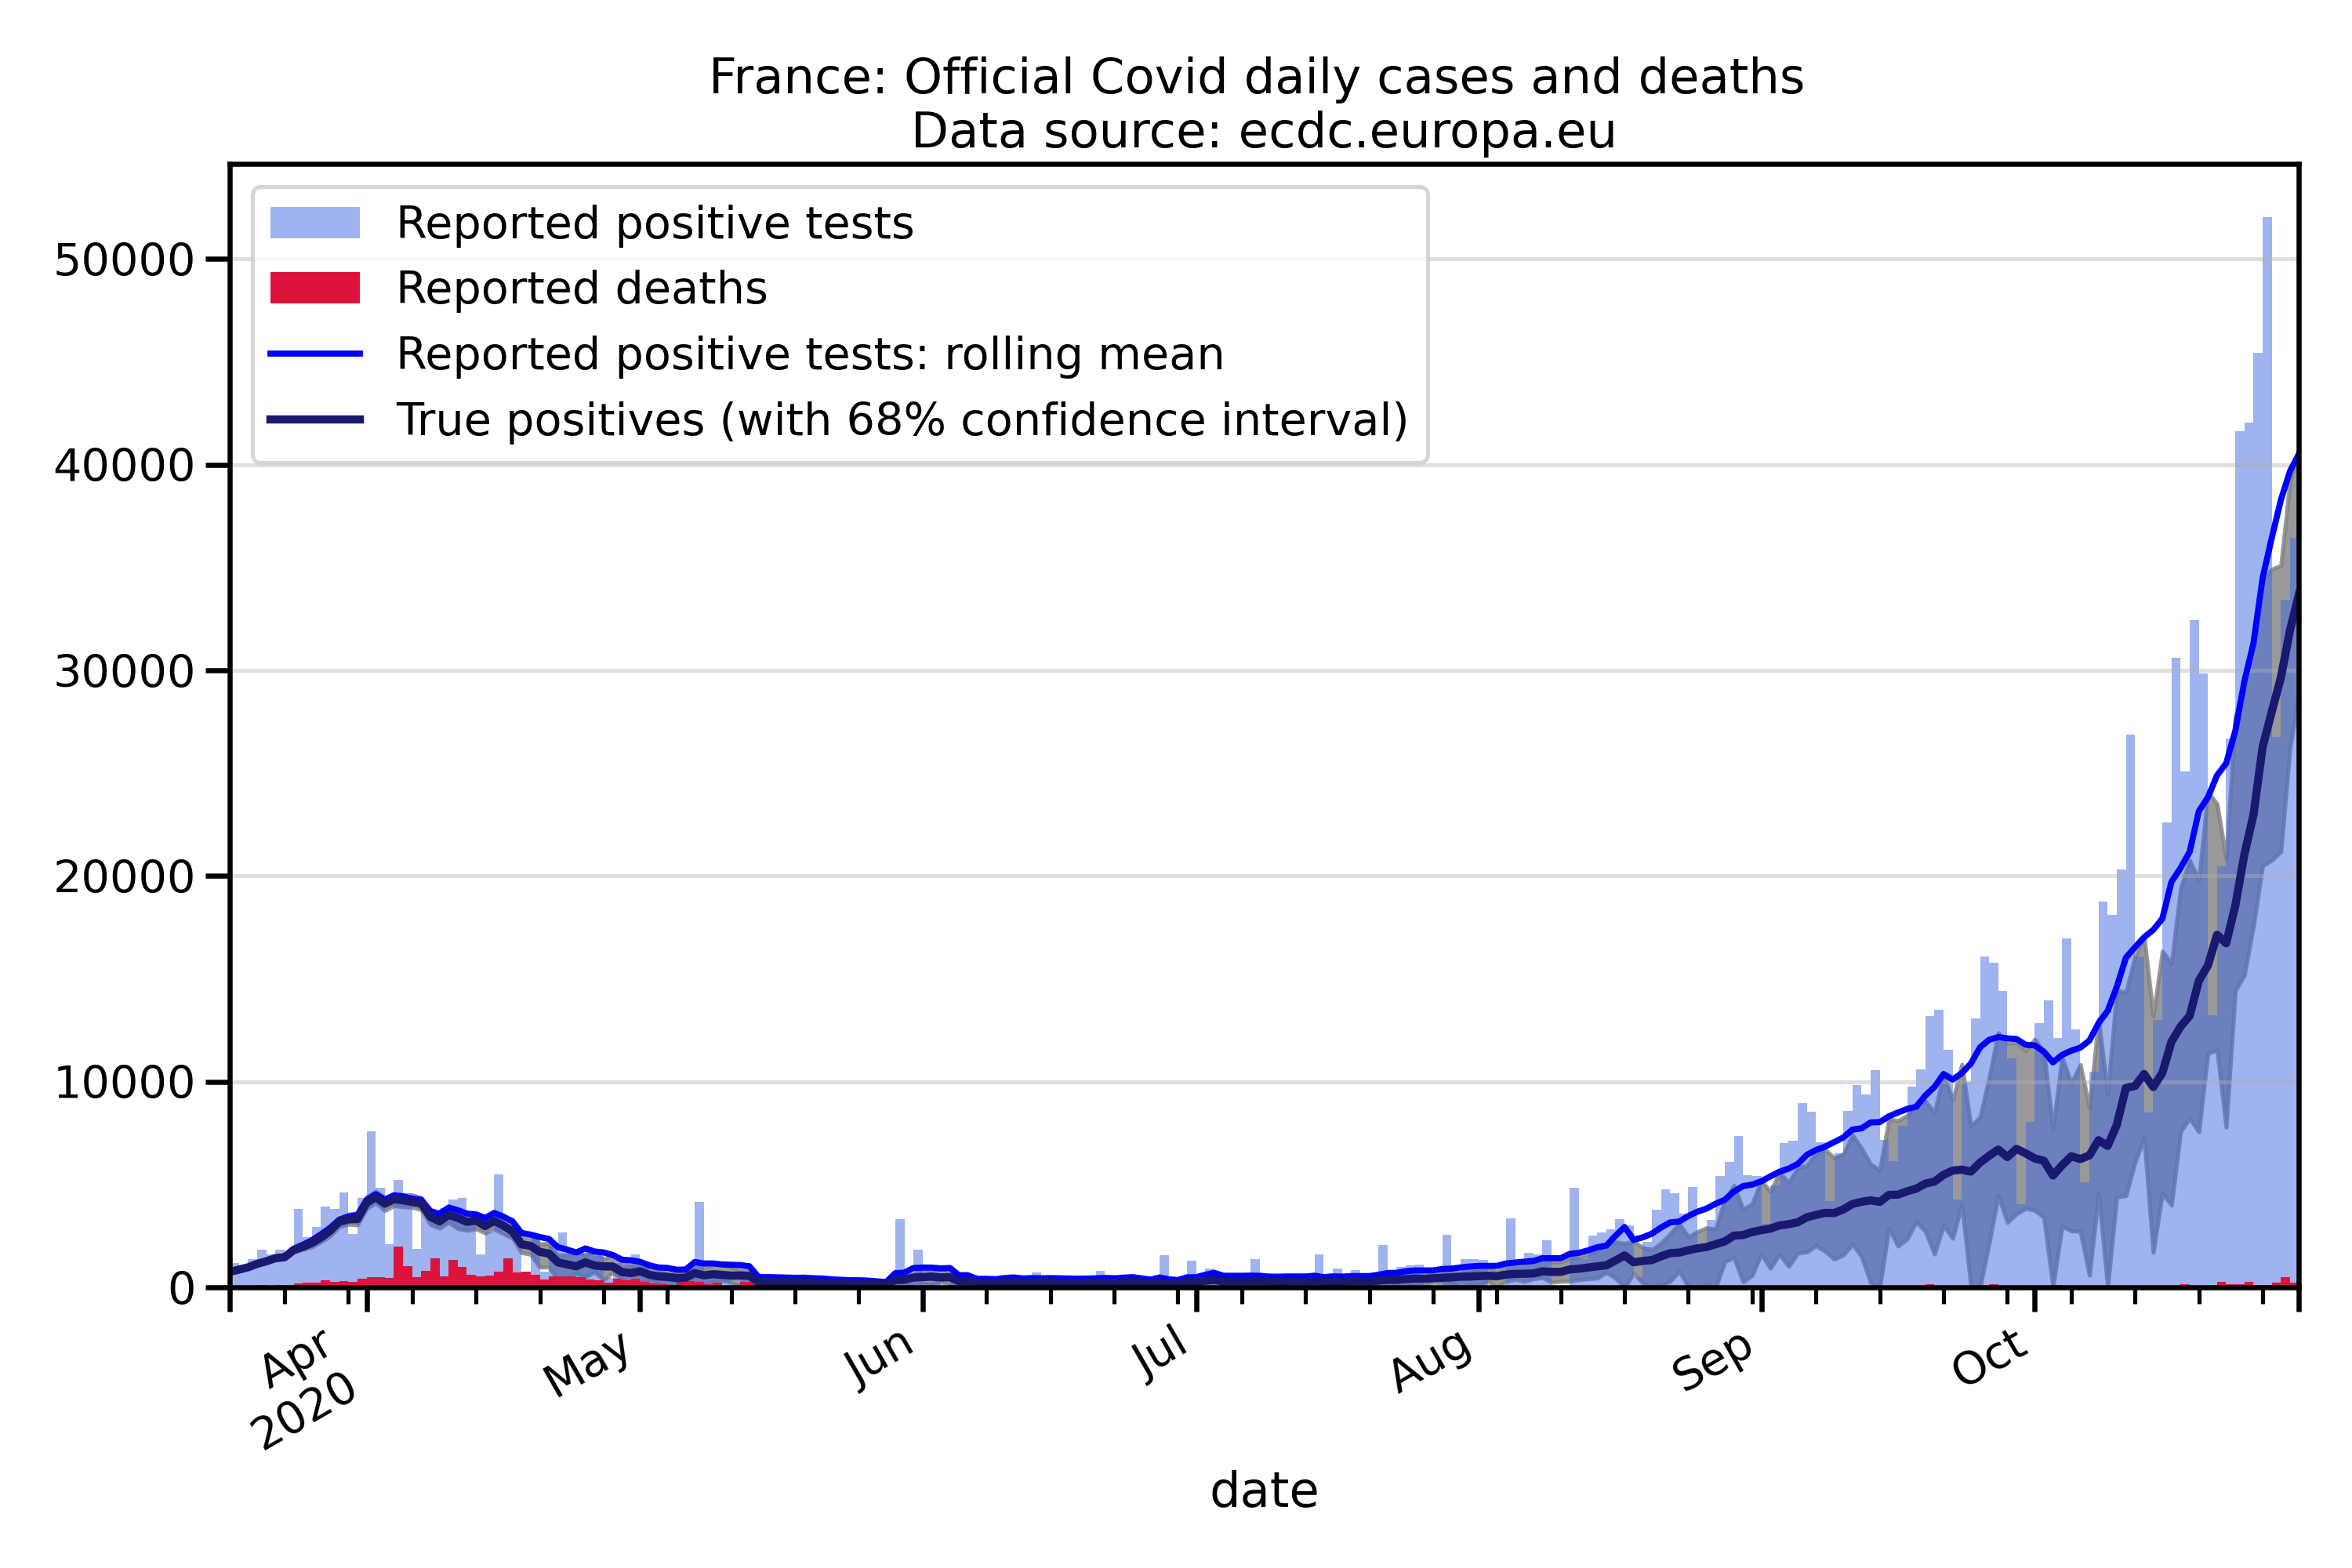 France: Official Covid daily cases and deaths
Data source: ecdc.europa.eu
Reported positive tests
Reported deaths
Reported positive tests: rolling mean
True positives (with 68% confidence interval)
50000
40000
30000
20000
10000
0
Apr
2020
May
Jun
Jul
Aug
Sep
Oct
date